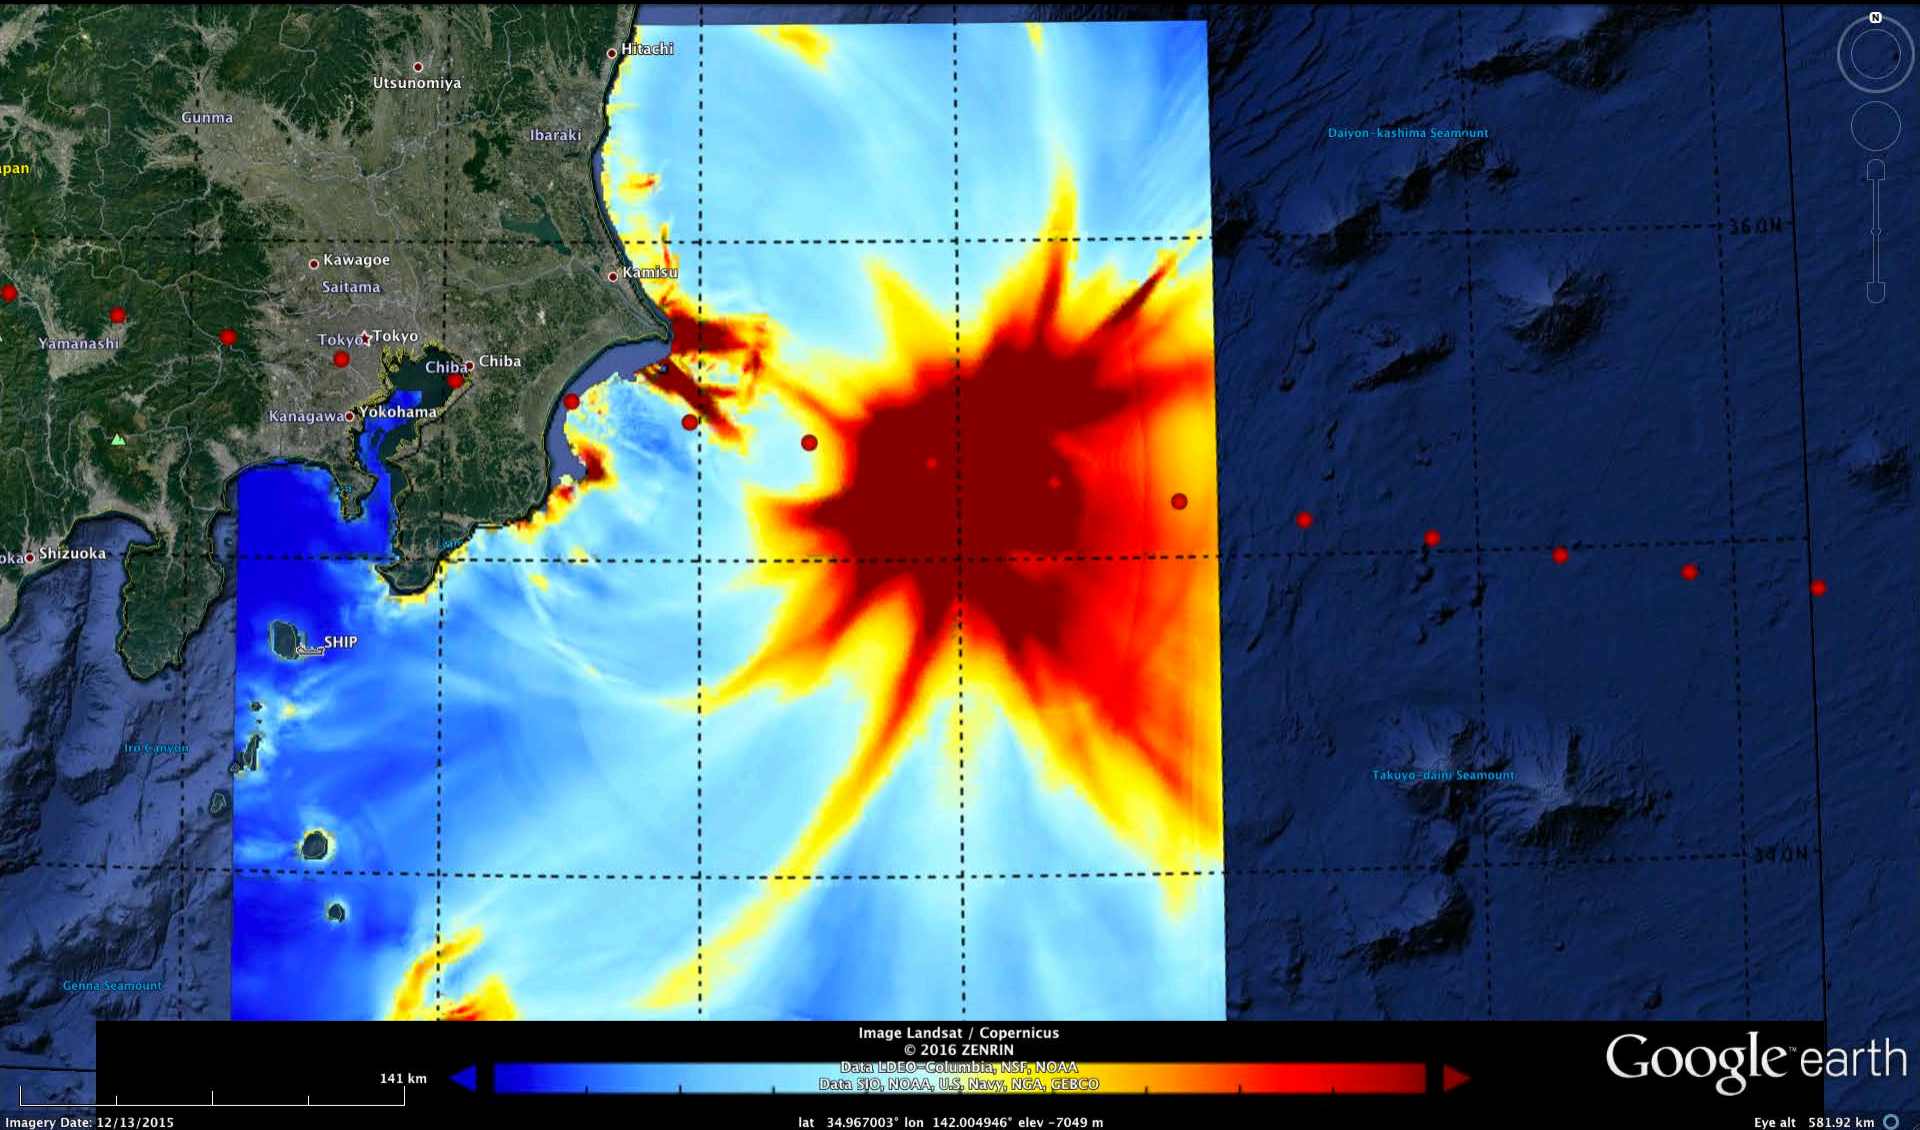 N
Hitachi
Utsunomiya
Gunma
Ibaraki
Daiyon-kashima Seamount
apan
36.0N
Kawagoe
Kamisu
Saitama
Tokyo
Tokyo
Yamanashi
Chiba
Chiba
Kanagawa
Yokohama
oka
Shizuoka
SHIP
Iro Canyon
Takuyo-daini Seamount
34.0N
Genna Seamount
Image Landsat / Copernicus
© 2016 ZENRIN
Data LDEO-Columbia, NSF, NOAA
Data SIO, NOAA, U.S. Navy, NGA, GEBCO
Google earth
141 km
Imagery Date: 12/13/2015
lat 34.967003° lon 142.004946° elev -7049 m
Eye alt 581.92 km